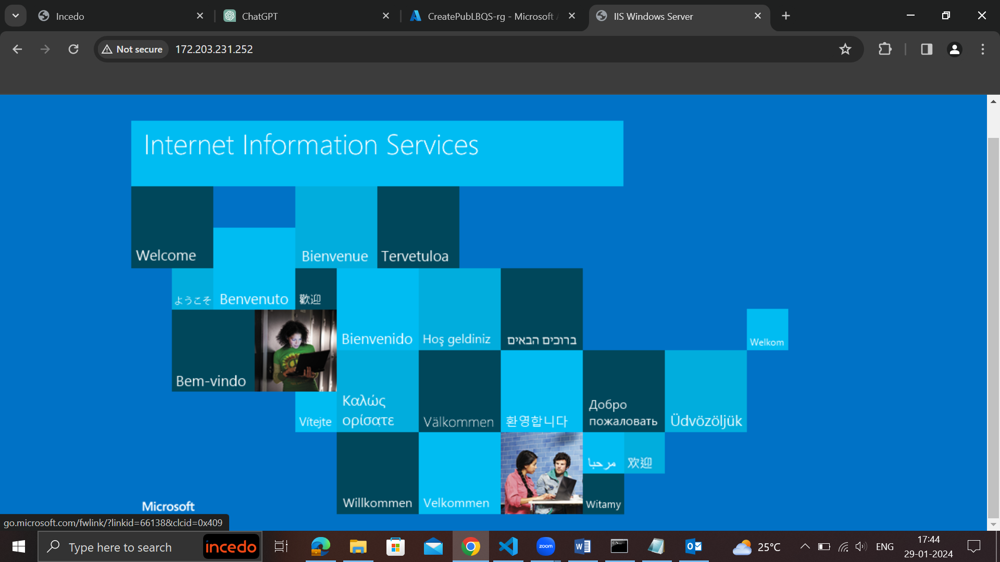 Incedo
ChatGPT
CreatePubLBQS-rg - Microsoft
IIS Windows Server
Not secure
172.203.231.252
Internet Information Services
Welcome
Bienvenue
Tervetuloa
ようこそ
Benvenuto
歡迎
Bienvenido
Hoş geldiniz
ברוכים הבאים
Welkom
Bem-vindo
Vítejte
Καλώς
ορίσατε
Välkommen
환영합니다
Добро
пожаловать
Üdvözöljük
مرحبا
欢迎
Willkommen
Velkommen
Witamy
Microsoft
go.microsoft.com/fwlink/?linkid=66138&clcid=0x409
Type here to search
incedo
zoom
25°C
ENG
17:44
29-01-2024